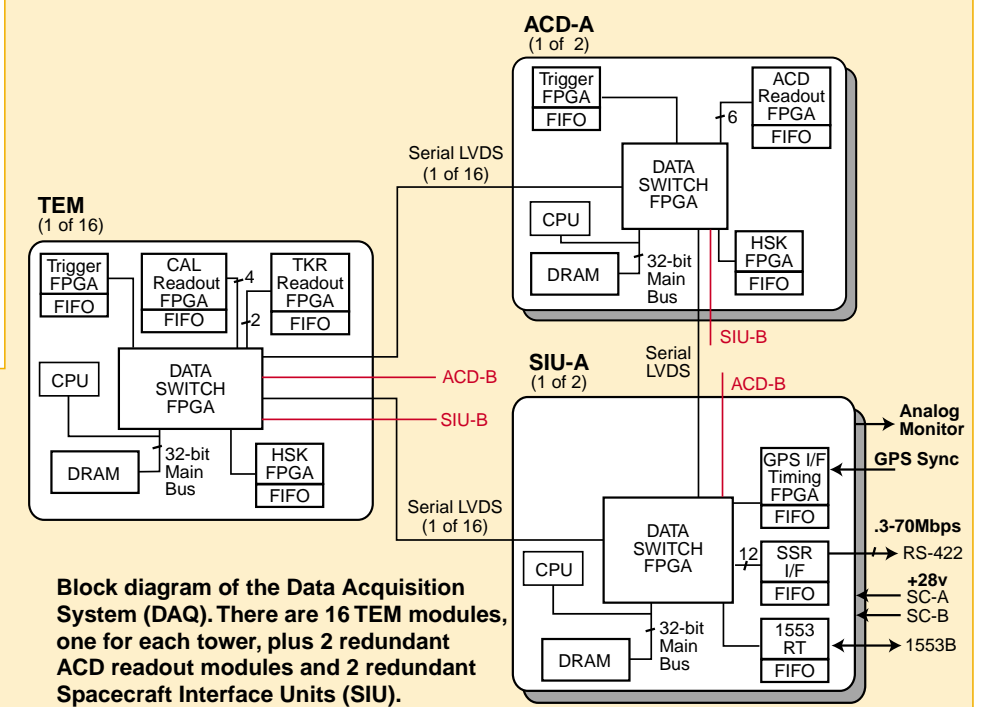 ACD-A
(1 of 2)
Trigger
FPGA
FIFO
ACD
Readout
FPGA
FIFO
6
DATA
SWITCH
FPGA
CPU
DRAM
32-bit
Main
Bus
HSK
FPGA
FIFO
SIU-B
Serial LVDS
(1 of 16)
TEM
(1 of 16)
Trigger
FPGA
FIFO
CAL
Readout
FPGA
FIFO
4
TKR
Readout
FPGA
FIFO
2
DATA
SWITCH
FPGA
CPU
DRAM
32-bit
Main
Bus
HSK
FPGA
FIFO
ACD-B
SIU-B
Serial LVDS
(1 of 16)
Serial
LVDS
SIU-A
(1 of 2)
ACD-B
DATA
SWITCH
FPGA
CPU
DRAM
32-bit
Main
Bus
GPS I/F
Timing
FPGA
FIFO
12
SSR
I/F
FIFO
1553
RT
FIFO
Analog
Monitor
GPS Sync
.3-70Mbps
RS-422
+28v
SC-A
SC-B
1553B
Block diagram of the Data Acquisition
System (DAQ). There are 16 TEM modules,
one for each tower, plus 2 redundant
ACD readout modules and 2 redundant
Spacecraft Interface Units (SIU).